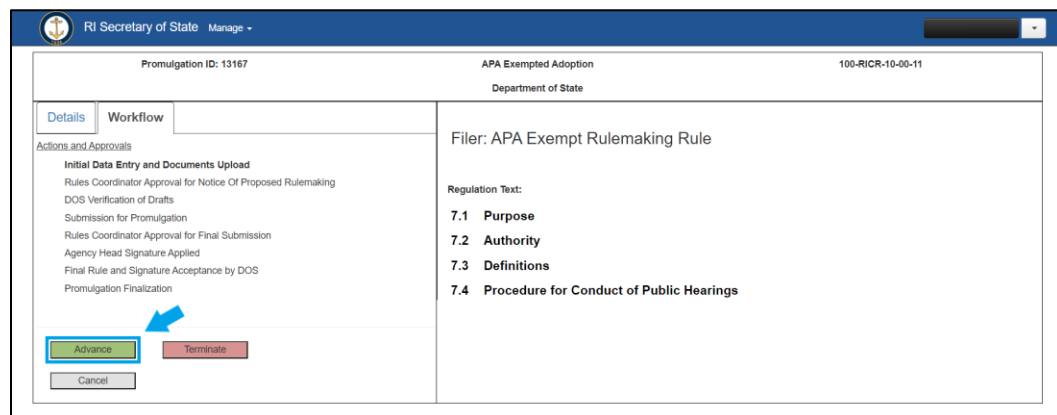 RI Secretary of State Manage
Promulgation ID: 13167 APA Exempted Adoption 100-RICR-10-00-11
Department of State
Details Workflow
Actions and Approvals
Initial Data Entry and Documents Upload
Rules Coordinator Approval for Notice Of Proposed Rulemaking
DOS Verification of Drafts
Submission for Promulgation
Rules Coordinator Approval for Final Submission
Agency Head Signature Applied
Final Rule and Signature Acceptance by DOS
Promulgation Finalization
Advance Terminate
Cancel
Filer: APA Exempt Rulemaking Rule
Regulation Text:
7.1 Purpose
7.2 Authority
7.3 Definitions
7.4 Procedure for Conduct of Public Hearings